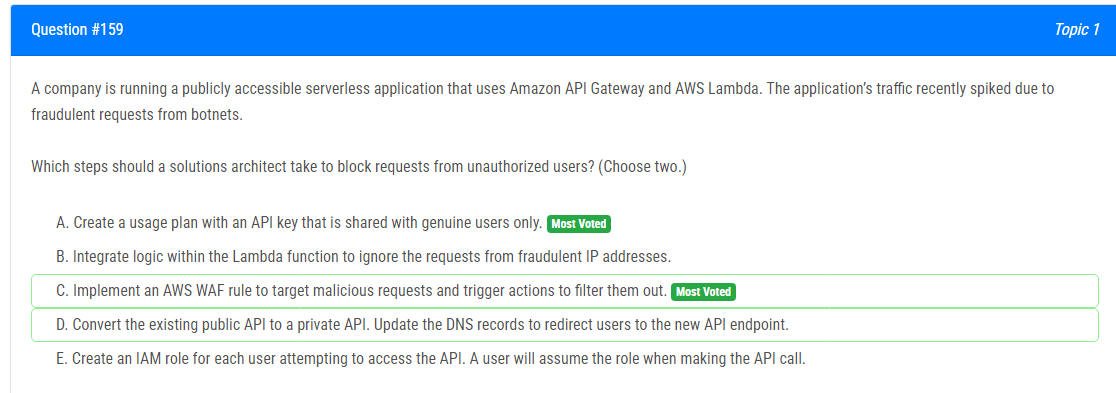 Question #159
Topic 1
A company is running a publicly accessible serverless application that uses Amazon API Gateway and AWS Lambda. The application's traffic recently spiked due to
fraudulent requests from botnets.
Which steps should a solutions architect take to block requests from unauthorized users? (Choose two.)
A. Create a usage plan with an API key that is shared with genuine users only. Most Voted
B. Integrate logic within the Lambda function to ignore the requests from fraudulent IP addresses.
C. Implement an AWS WAF rule to target malicious requests and trigger actions to filter them out. Most Voted
D. Convert the existing public API to a private API. Update the DNS records to redirect users to the new API endpoint.
E. Create an IAM role for each user attempting to access the API. A user will assume the role when making the API call.